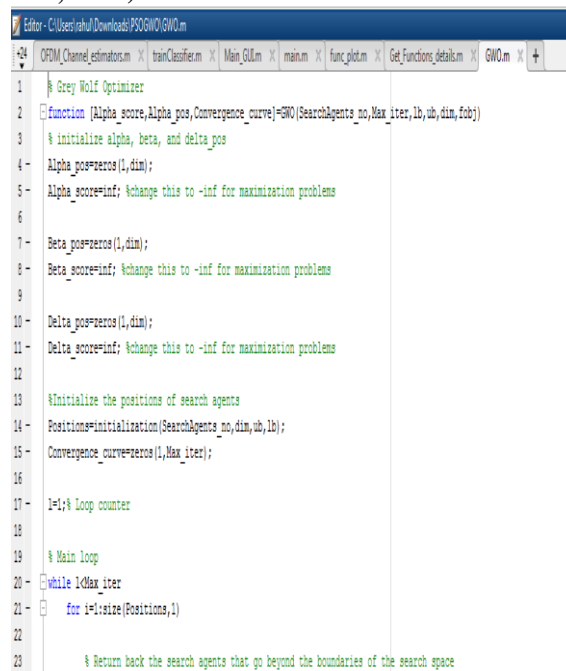 Editor - C:\Users\rahul\Downloads\PSOGWO\GWO.m
+24 OFDM_Channel_estimators.m × trainClassifier.m × Main_GUI.m × main.m × func_plot.m × Get_Functions_details.m × GWO.m × +
1 % Grey Wolf Optimizer
2 function [Alpha_score,Alpha_pos,Convergence_curve]=GWO(SearchAgents_no,Max_iter,lb,ub,dim,fobj)
3 % initialize alpha, beta, and delta_pos
4 - Alpha_pos=zeros(1,dim);
5 - Alpha_score=inf; %change this to -inf for maximization problems
6
7 - Beta_pos=zeros(1,dim);
8 - Beta_score=inf; %change this to -inf for maximization problems
9
10 - Delta_pos=zeros(1,dim);
11 - Delta_score=inf; %change this to -inf for maximization problems
12
13 %Initialize the positions of search agents
14 - Positions=initialization(SearchAgents_no,dim,ub,lb);
15 - Convergence_curve=zeros(1,Max_iter);
16
17 - l=1;% Loop counter
18
19 % Main loop
20 - while l<Max_iter
21 - for i=1:size(Positions,1)
22
23 % Return back the search agents that go beyond the boundaries of the search space